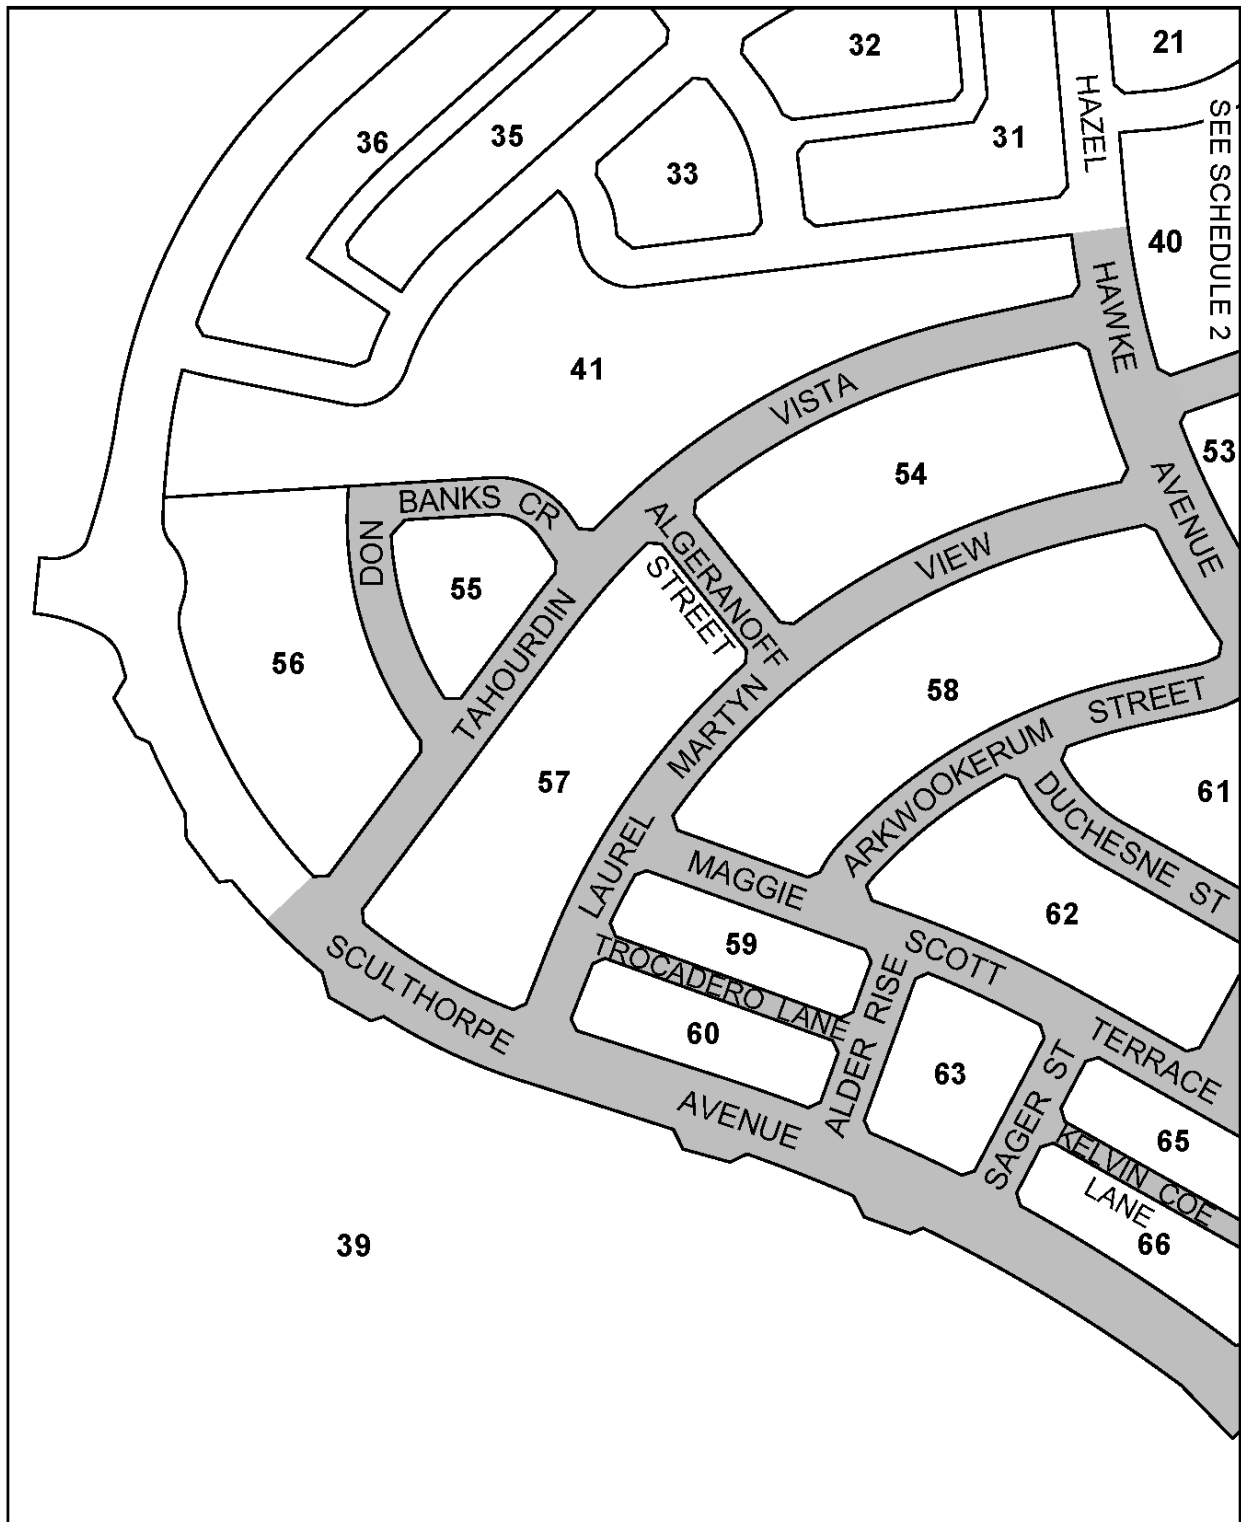 32
21
36
35
33
31
HAZEL
SEE SCHEDULE 2
40
HAWKE
AVENUE
41
VISTA
TAHOURDIN
54
53
DON
BANKS CR
ALGERANOFF
STREET
55
56
VIEW
MARTYN
LAUREL
58
57
ARKWOOKERUM STREET
DUCHESNE ST
61
MAGGIE
SCOTT
TERRACE
62
59
TROCADERO LANE
60
ALDER RISE
63
SAGER ST
65
KELVIN COE
LANE
66
SCULTHORPE
AVENUE
39